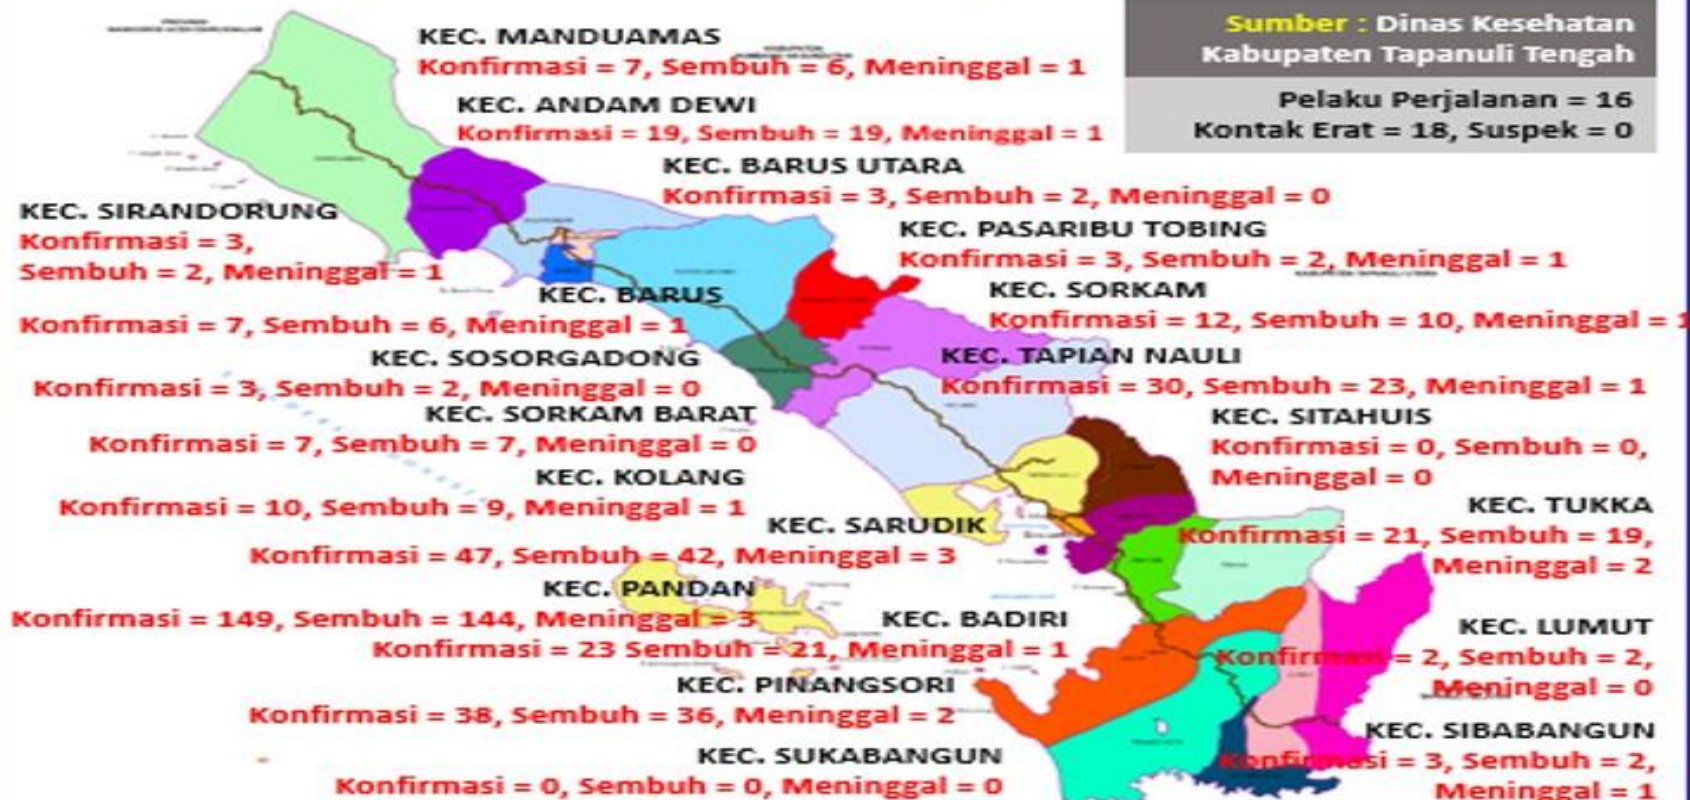 Sumber : Dinas Kesehatan
Kabupaten Tapanuli Tengah
Pelaku Perjalanan = 16
Kontak Erat = 18, Suspek = 0
KEC. MANDUAMAS
Konfirmasi = 7, Sembuh = 6, Meninggal = 1
KEC. ANDAM DEWI
Konfirmasi = 19, Sembuh = 19, Meninggal = 1
KEC. BARUS UTARA
Konfirmasi = 3, Sembuh = 2, Meninggal = 0
KEC. SIRANDORUNG
Konfirmasi = 3,
Sembuh = 2, Meninggal = 1
KEC. PASARIBU TOBING
Konfirmasi = 3, Sembuh = 2, Meninggal = 1
KEC. BARUS
Konfirmasi = 7, Sembuh = 6, Meninggal = 1
KEC. SORKAM
Konfirmasi = 12, Sembuh = 10, Meninggal = 1
KEC. SOSORGADONG
Konfirmasi = 3, Sembuh = 2, Meninggal = 0
KEC. TAPIAN NAULI
Konfirmasi = 30, Sembuh = 23, Meninggal = 1
KEC. SORKAM BARAT
Konfirmasi = 7, Sembuh = 7, Meninggal = 0
KEC. SITAHUIS
Konfirmasi = 0, Sembuh = 0,
Meninggal = 0
KEC. KOLANG
Konfirmasi = 10, Sembuh = 9, Meninggal = 1
KEC. TUKKA
Konfirmasi = 21, Sembuh = 19,
Meninggal = 2
KEC. SARUDIK
Konfirmasi = 47, Sembuh = 42, Meninggal = 3
KEC. PANDAN
Konfirmasi = 149, Sembuh = 144, Meninggal = 3
KEC. BADIRI
Konfirmasi = 23 Sembuh = 21, Meninggal = 1
KEC. LUMUT
Konfirmasi = 2, Sembuh = 2,
Meninggal = 0
KEC. PINANGSORI
Konfirmasi = 38, Sembuh = 36, Meninggal = 2
KEC. SIBABANGUN
Konfirmasi = 3, Sembuh = 2,
Meninggal = 1
KEC. SUKABANGUN
Konfirmasi = 0, Sembuh = 0, Meninggal = 0